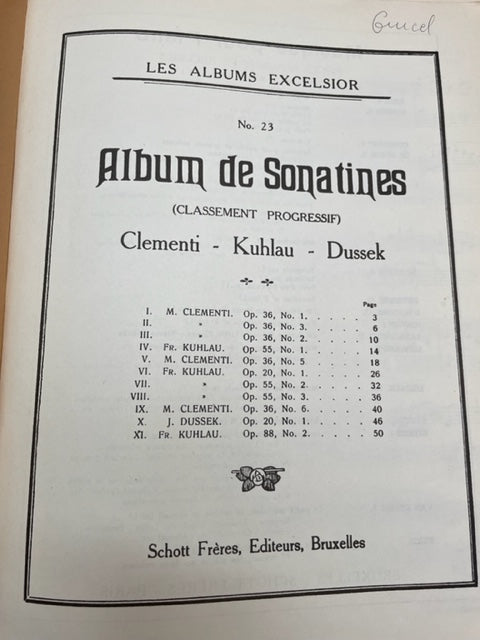 LES ALBUMS EXCELSIOR
No. 23
Album de Sonatines
(CLASSEMENT PROGRESSIF)
Clementi - Kuhlau - Dussek
Page
I. M. CLEMENTI. Op. 36, No. 1. . . . . 3
II. " Op. 36, No. 3. . . . . 6
III. " Op. 36, No. 2. . . . . 10
IV. FR. KUHLAU. Op. 55, No. 1. . . . . 14
V. M. CLEMENTI. Op. 36, No. 5 . . . . 18
VI. FR. KUHLAU. Op. 20, No. 1. . . . . 26
VII. " Op. 55, No. 2. . . . . 32
VIII. " Op. 55, No. 3. . . . . 36
IX. M. CLEMENTI. Op. 36, No. 6. . . . . 40
X. J. DUSSEK. Op. 20, No. 1. . . . . 46
XI. FR. KUHLAU. Op. 88, No. 2. . . . . 50
Schott Frères, Editeurs, Bruxelles